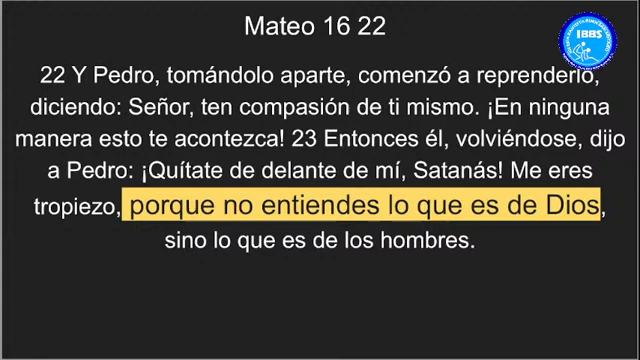 Mateo 16 22
IBBS
22 Y Pedro, tomándolo aparte, comenzó a reprenderlo,
diciendo: Señor, ten compasión de ti mismo. ¡En ninguna
manera esto te acontezca! 23 Entonces él, volviéndose, dijo
a Pedro: ¡Quítate de delante de mí, Satanás! Me eres
tropiezo, porque no entiendes lo que es de Dios,
sino lo que es de los hombres.